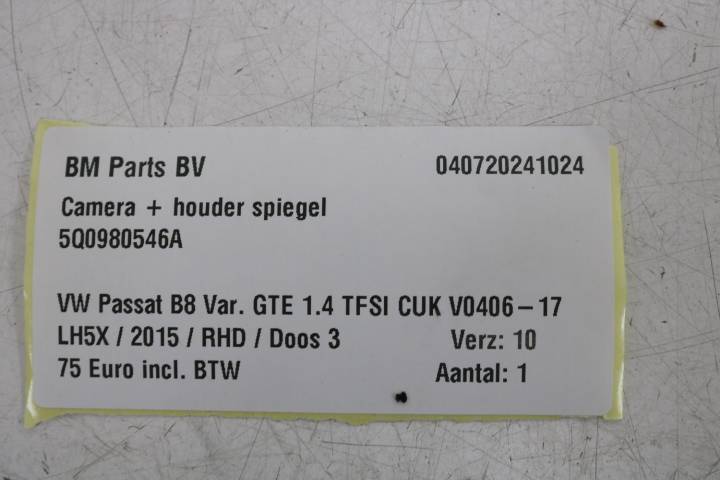 BM Parts BV 040720241024
Camera + houder spiegel
5Q0980546A
VW Passat B8 Var. GTE 1.4 TFSI CUK V0406-17
LH5X / 2015 / RHD / Doos 3 Verz: 10
75 Euro incl. BTW Aantal: 1